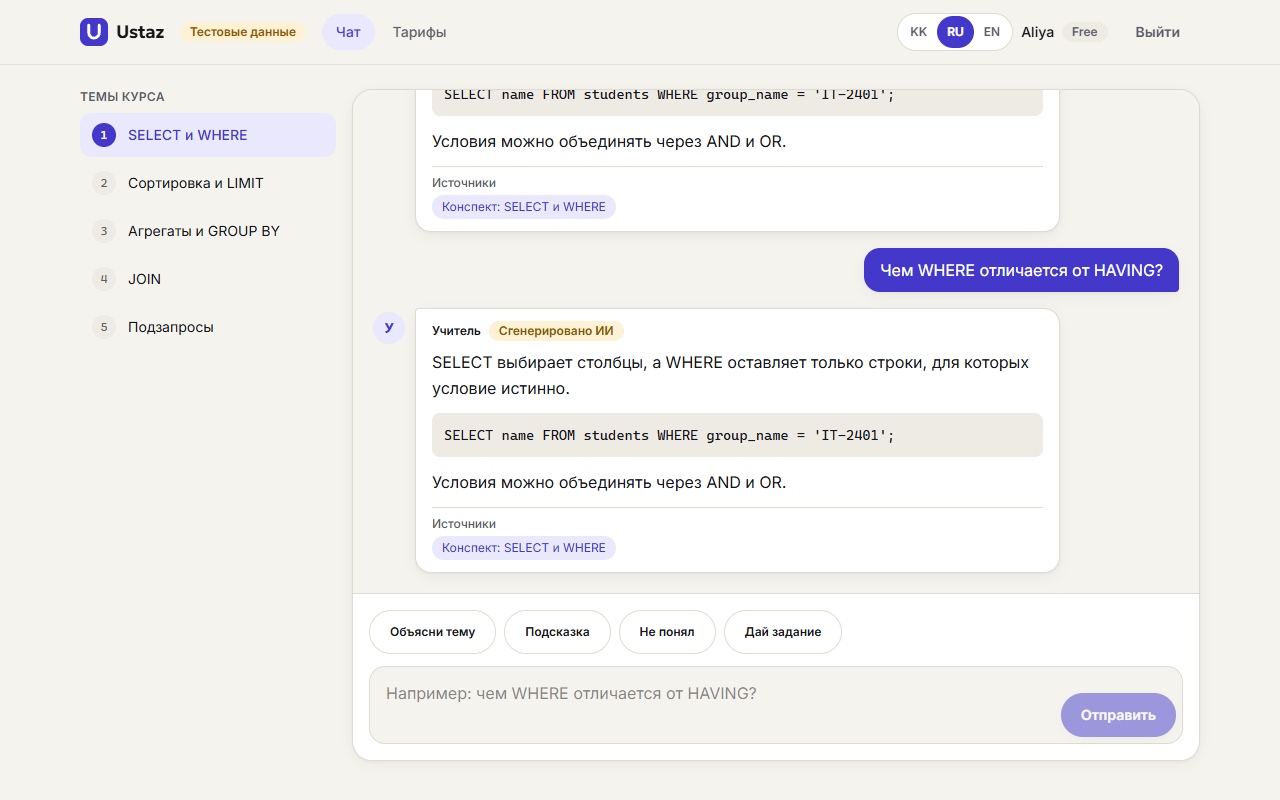 Ustaz
Тестовые данные
Чат
Тарифы
KK
RU
EN
Aliya
Free
Выйти
ТЕМЫ КУРСА
1 SELECT и WHERE
2 Сортировка и LIMIT
3 Агрегаты и GROUP BY
4 JOIN
5 Подзапросы
SELECT name FROM students WHERE group_name = 'IT-2401';
Условия можно объединять через AND и OR.
Источники
Конспект: SELECT и WHERE
Чем WHERE отличается от HAVING?
У
Учитель
Сгенерировано ИИ
SELECT выбирает столбцы, а WHERE оставляет только строки, для которых
условие истинно.
SELECT name FROM students WHERE group_name = 'IT-2401';
Условия можно объединять через AND и OR.
Источники
Конспект: SELECT и WHERE
Объясни тему
Подсказка
Не понял
Дай задание
Например: чем WHERE отличается от HAVING?
Отправить